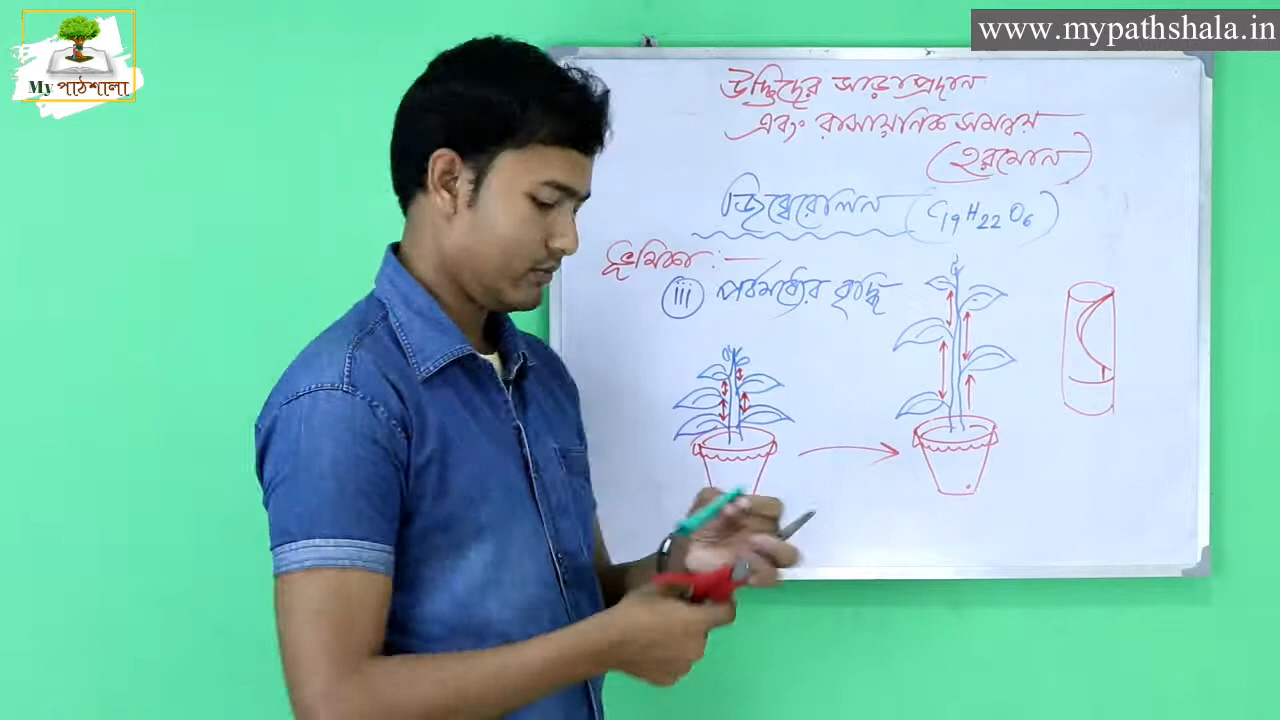 www.mypathshala.in
My পাঠশালা
উদ্ভিদের সাড়াপ্রদান
এবং রাসায়নিক সমন্বয়
(হরমোন)
জিব্বেরেলিন (C19H22O6)
ভূমিকা :-
iii পর্বমধ্যের বৃদ্ধি